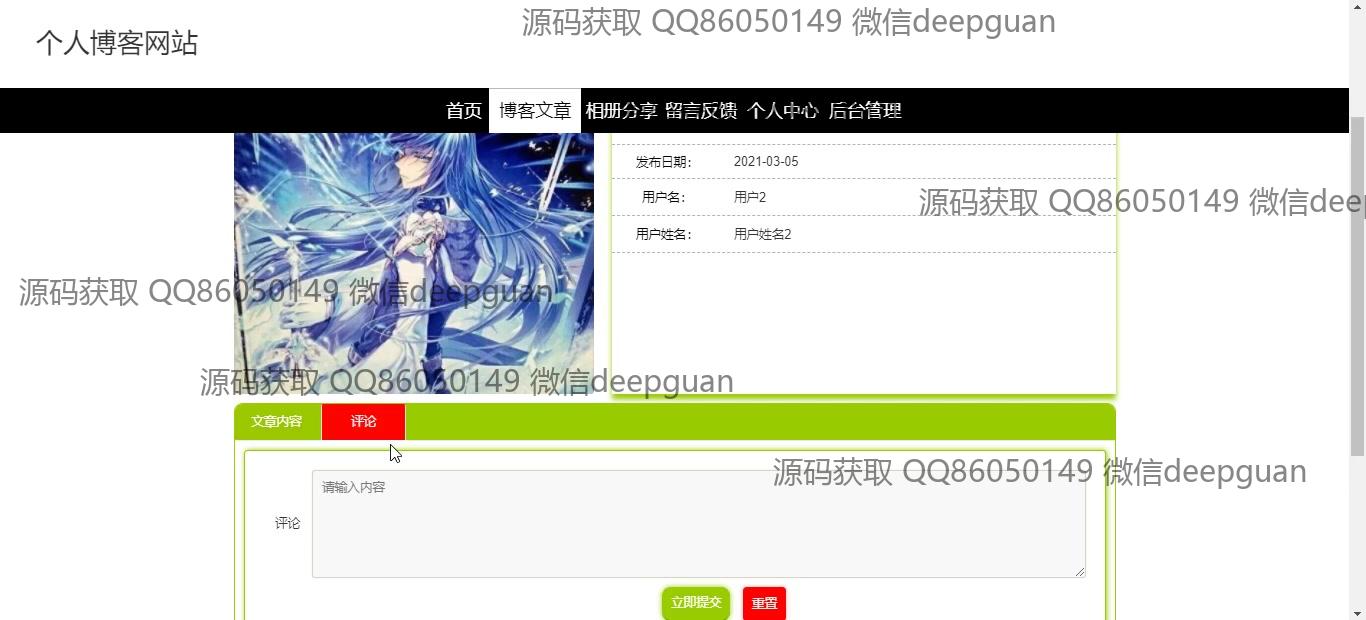 源码获取 QQ86050149 微信deepguan
个人博客网站
首页 博客文章 相册分享 留言反馈 个人中心 后台管理
发布日期: 2021-03-05
用户名: 用户2
源码获取 QQ86050149 微信deep
用户姓名: 用户姓名2
源码获取 QQ86050149 微信deepguan
源码获取 QQ86050149 微信deepguan
文章内容 评论
源码获取 QQ86050149 微信deepguan
请输入内容
评论
立即提交 重置